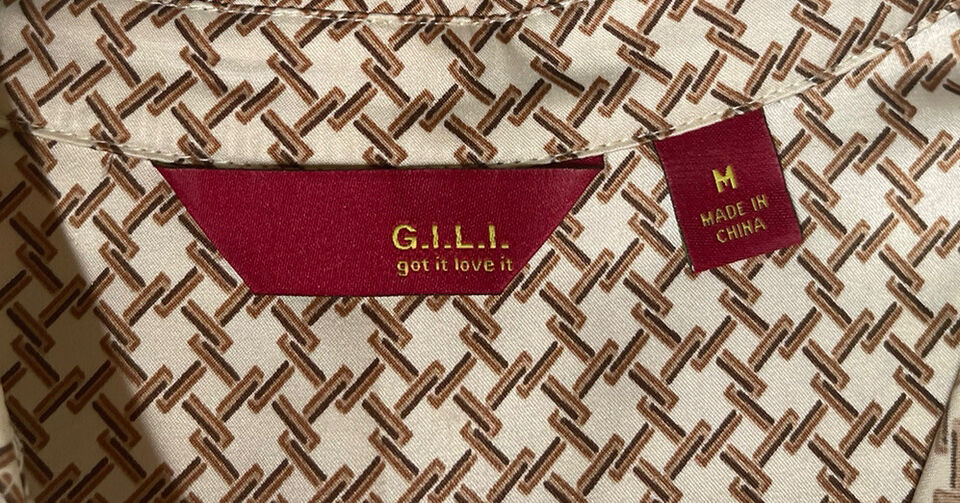 G.I.L.I.
got it love it
M
MADE IN
CHINA